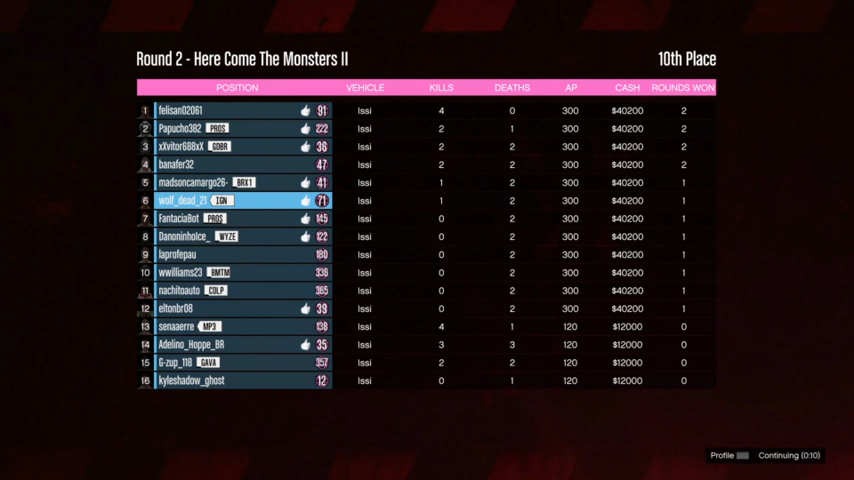 Round 2 - Here Come The Monsters II 10th Place
POSITION VEHICLE KILLS DEATHS AP CASH ROUNDS WON
1 felisan02061 91 Issi 4 0 300 $40200 2
2 Papucho382 PROS 222 Issi 2 1 300 $40200 2
3 xXvitor688xX GDBR 36 Issi 2 2 300 $40200 2
4 banafer32 47 Issi 2 2 300 $40200 2
5 madsoncamargo26- BRX1 41 Issi 1 2 300 $40200 1
6 wolf_dead_21 IGN 71 Issi 1 2 300 $40200 1
7 FantaciaBot PROS 145 Issi 0 2 300 $40200 1
8 DanoninhoIce_ WYZE 122 Issi 0 2 300 $40200 1
9 laprofepau 180 Issi 0 2 300 $40200 1
10 wwilliams23 BMTM 336 Issi 0 2 300 $40200 1
11 nachitoauto COLP 365 Issi 0 2 300 $40200 1
12 eltonbr08 39 Issi 0 2 300 $40200 1
13 senaaerre MP3 138 Issi 4 1 120 $12000 0
14 Adelino_Hoppe_BR 35 Issi 3 3 120 $12000 0
15 G-zup_118 GAVA 357 Issi 2 2 120 $12000 0
16 kyleshadow_ghost 12 Issi 0 1 120 $12000 0
Profile Continuing (0:10)